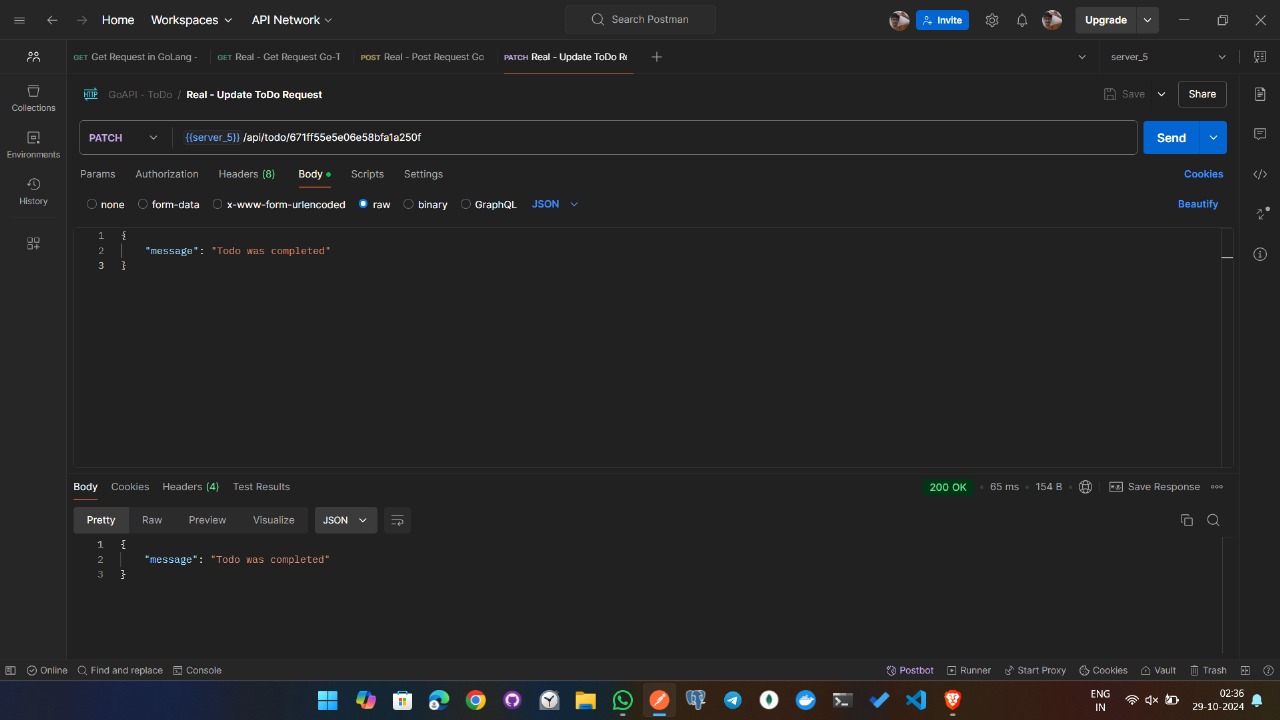 Home Workspaces API Network Search Postman Invite Upgrade
GET Get Request in GoLang - GET Real - Get Request Go-T POST Real - Post Request Go PATCH Real - Update ToDo Re server_5
Collections
Environments
History
HTTP GoAPI - ToDo / Real - Update ToDo Request Save Share
PATCH {{server_5}} /api/todo/671ff55e5e06e58bfa1a250f Send
Params Authorization Headers (8) Body Scripts Settings Cookies
none form-data x-www-form-urlencoded raw binary GraphQL JSON Beautify
1 {
2 "message": "Todo was completed"
3 }
Body Cookies Headers (4) Test Results 200 OK 65 ms 154 B Save Response
Pretty Raw Preview Visualize JSON
1 {
2 "message": "Todo was completed"
3 }
Online Find and replace Console Postbot Runner Start Proxy Cookies Vault Trash
ENG 02:36
IN 29-10-2024